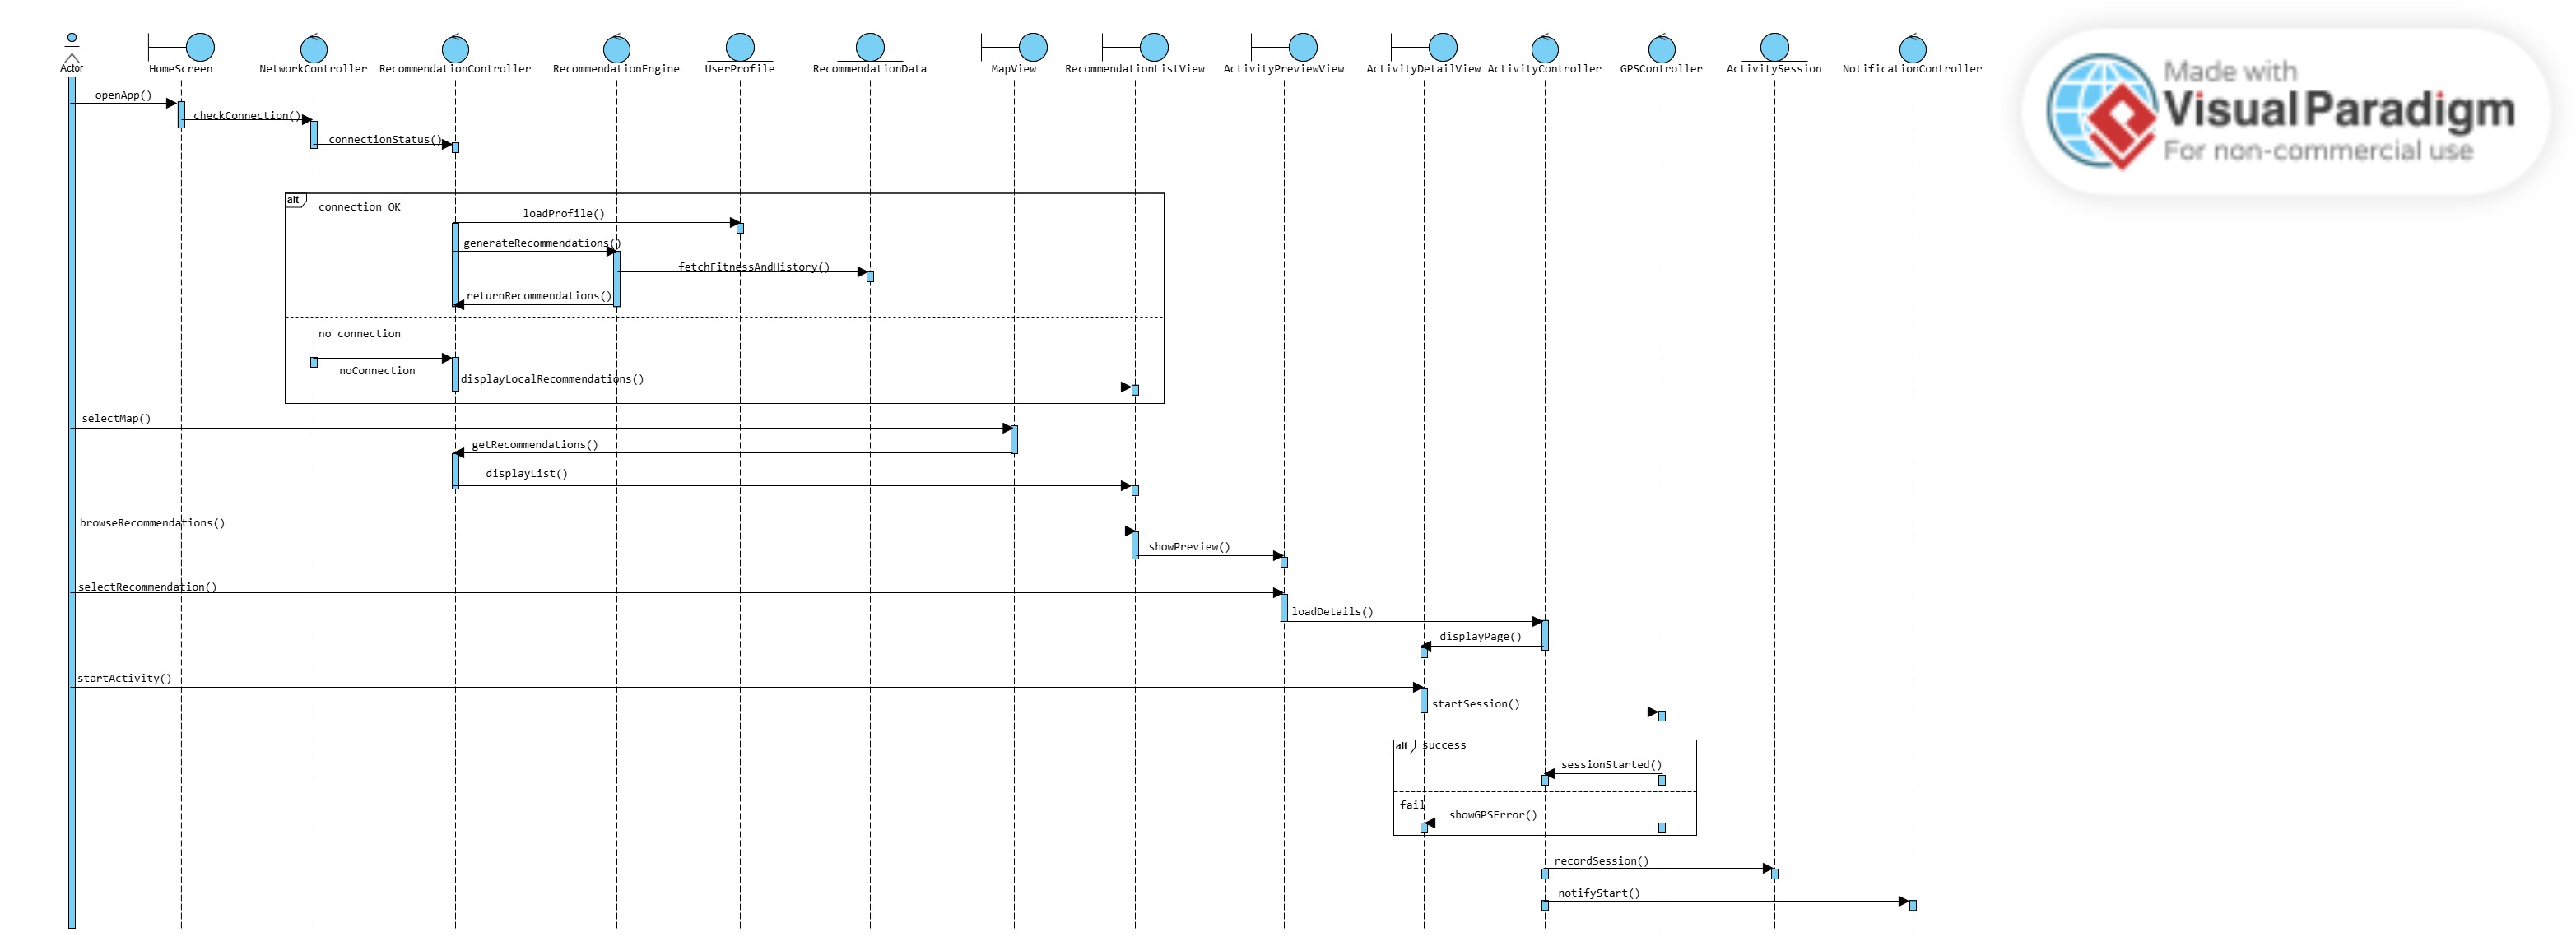 Actor
HomeScreen
NetworkController
RecommendationController
RecommendationEngine
UserProfile
RecommendationData
MapView
RecommendationListView
ActivityPreviewView
ActivityDetailView
ActivityController
GPSController
ActivitySession
NotificationController
Made with
Visual Paradigm
For non-commercial use
openApp()
checkConnection()
connectionStatus()
alt
connection OK
loadProfile()
generateRecommendations()
fetchFitnessAndHistory()
returnRecommendations()
no connection
noConnection
displayLocalRecommendations()
selectMap()
getRecommendations()
displayList()
browseRecommendations()
showPreview()
selectRecommendation()
loadDetails()
displayPage()
startActivity()
startSession()
alt
success
sessionStarted()
fail
showGPSError()
recordSession()
notifyStart()